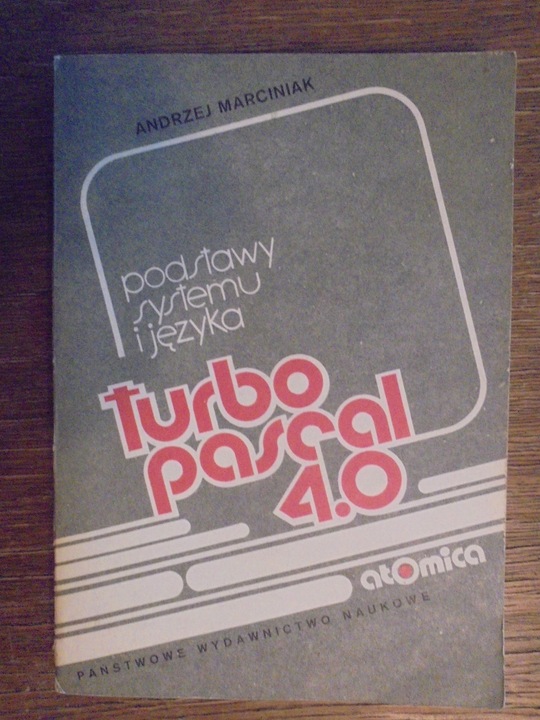 ANDRZEJ MARCINIAK
podstawy
systemu
i języka
turbo
pascal
4.0
atomica
PAŃSTWOWE WYDAWNICTWO NAUKOWE